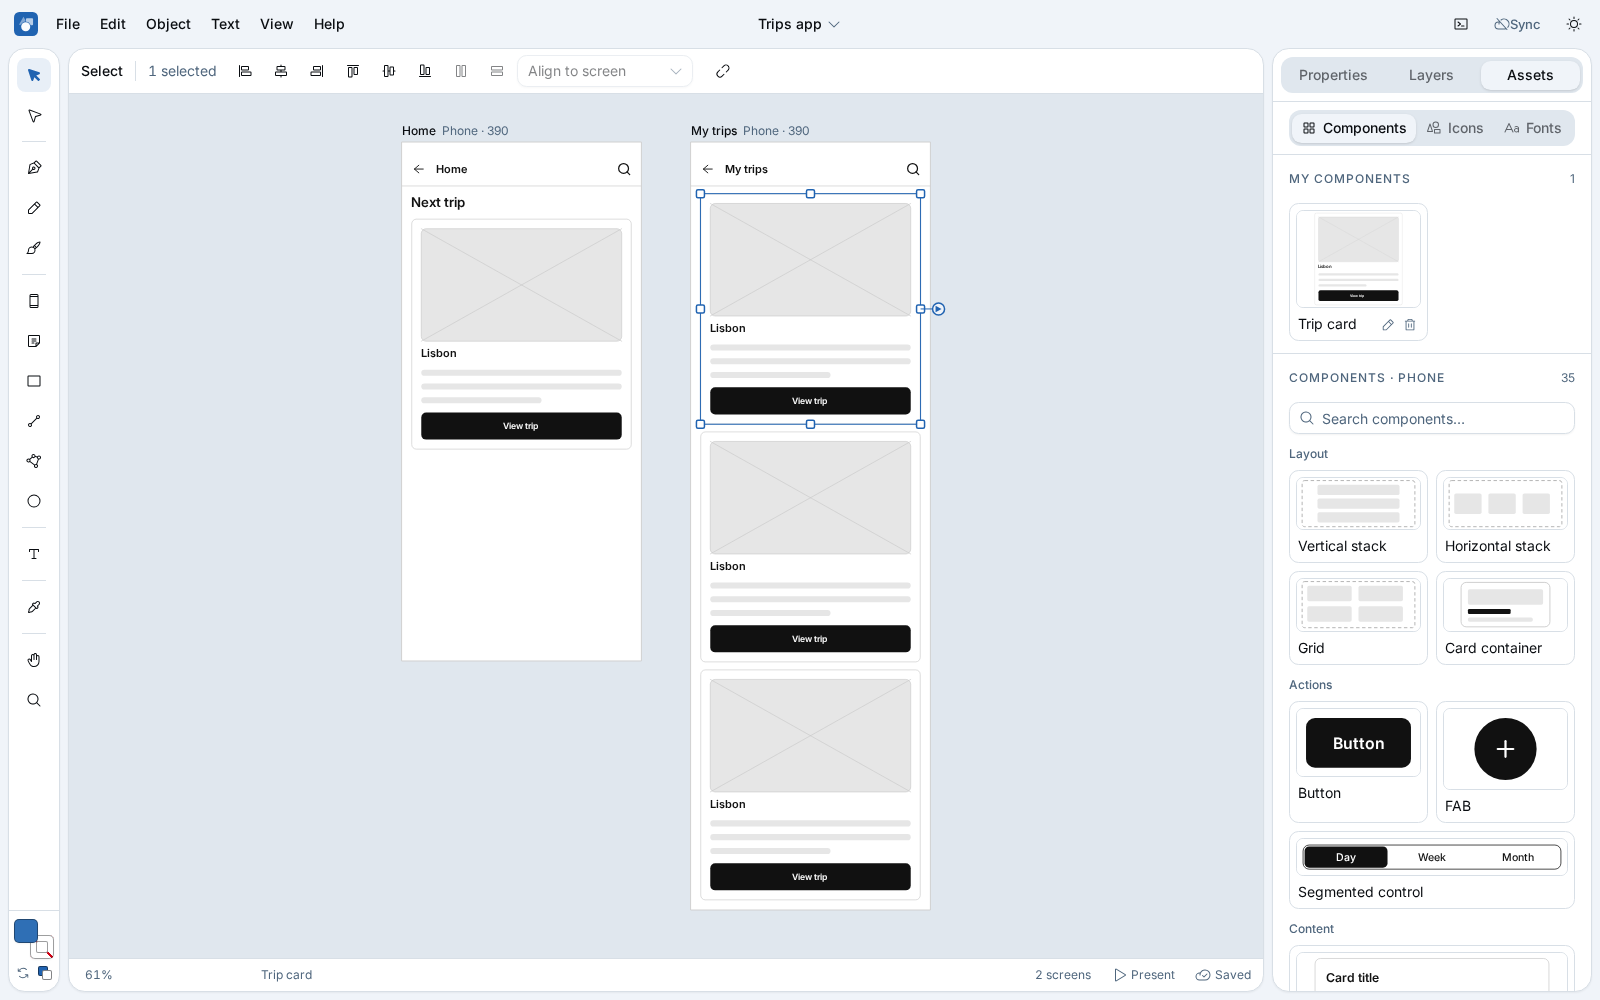 File Edit Object Text View Help
Trips app
Sync
Select 1 selected
Align to screen
Properties Layers Assets
Components Icons Aa Fonts
MY COMPONENTS 1
Lisbon
View trip
Trip card
COMPONENTS · PHONE 35
Search components...
Layout
Vertical stack Horizontal stack
Grid Card container
Actions
Button
Button FAB
Day Week Month
Segmented control
Content
Card title
Home Phone · 390
Home
Next trip
Lisbon
View trip
My trips Phone · 390
My trips
Lisbon
View trip
Lisbon
View trip
Lisbon
View trip
T
61% Trip card 2 screens Present Saved